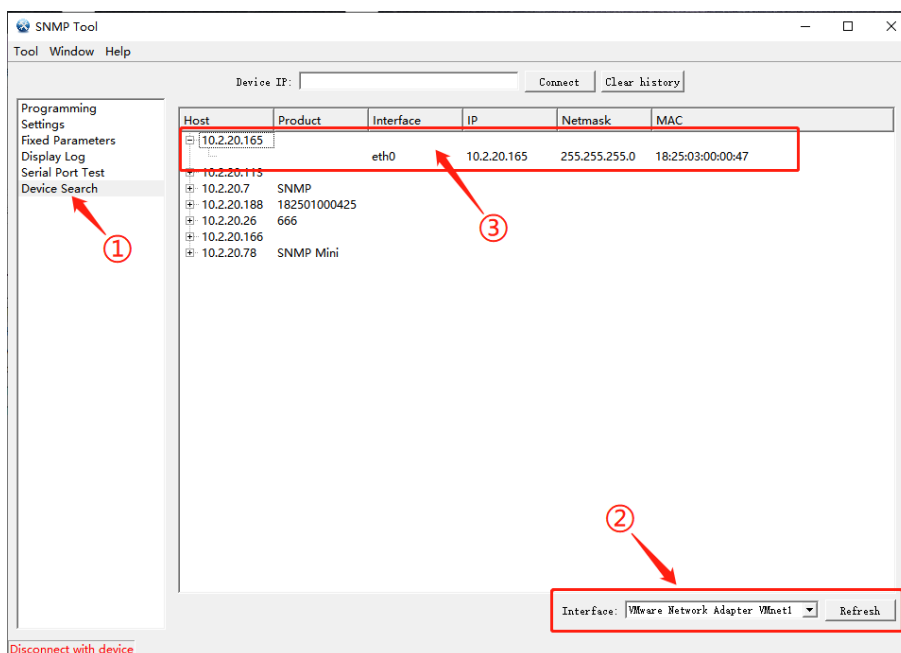 SNMP Tool
Tool Window Help
Device IP: Connect Clear history
Programming
Settings
Fixed Parameters
Display Log
Serial Port Test
Device Search
①
Host Product Interface IP Netmask MAC
10.2.20.165
eth0 10.2.20.165 255.255.255.0 18:25:03:00:00:47
10.2.20.113
10.2.20.7 SNMP
10.2.20.188 182501000425
10.2.20.26 666
10.2.20.166
10.2.20.78 SNMP Mini
③
②
Interface: VMware Network Adapter VMnet1 Refresh
Disconnect with device